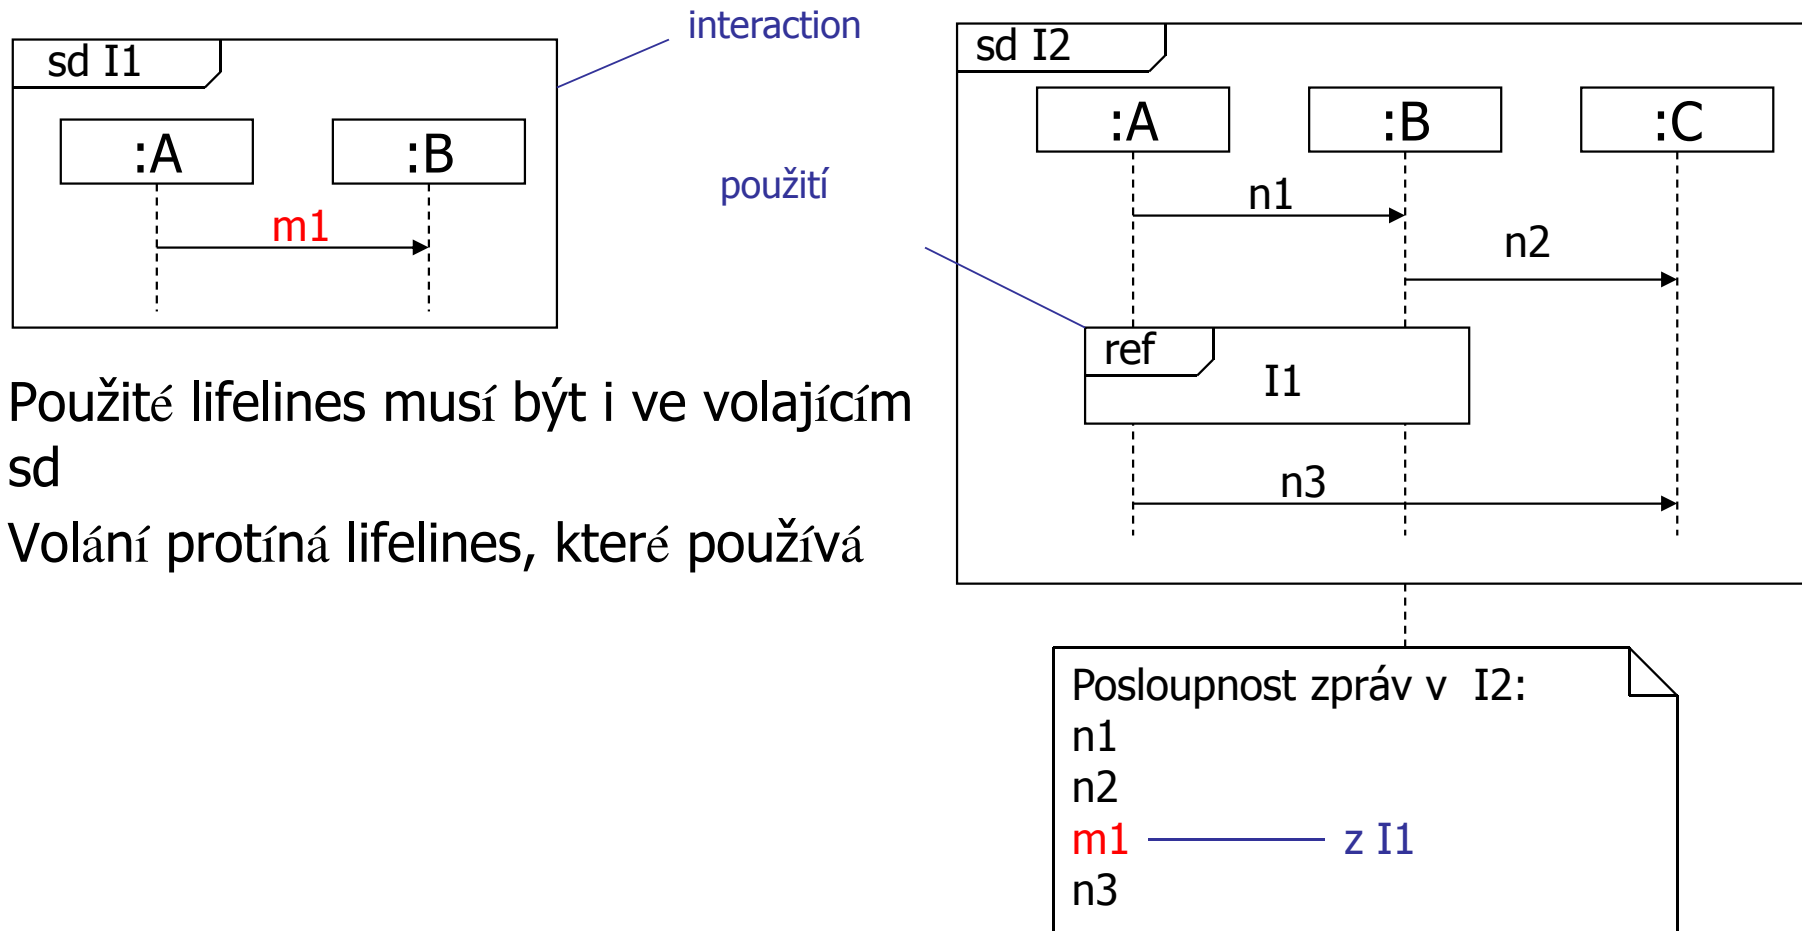 interaction
sd I1
:A
:B
m1
použití
Použité lifelines musí být i ve volajícím
sd
Volání protíná lifelines, které používá
sd I2
:A
:B
:C
n1
n2
ref
I1
n3
Posloupnost zpráv v I2:
n1
n2
m1 z I1
n3